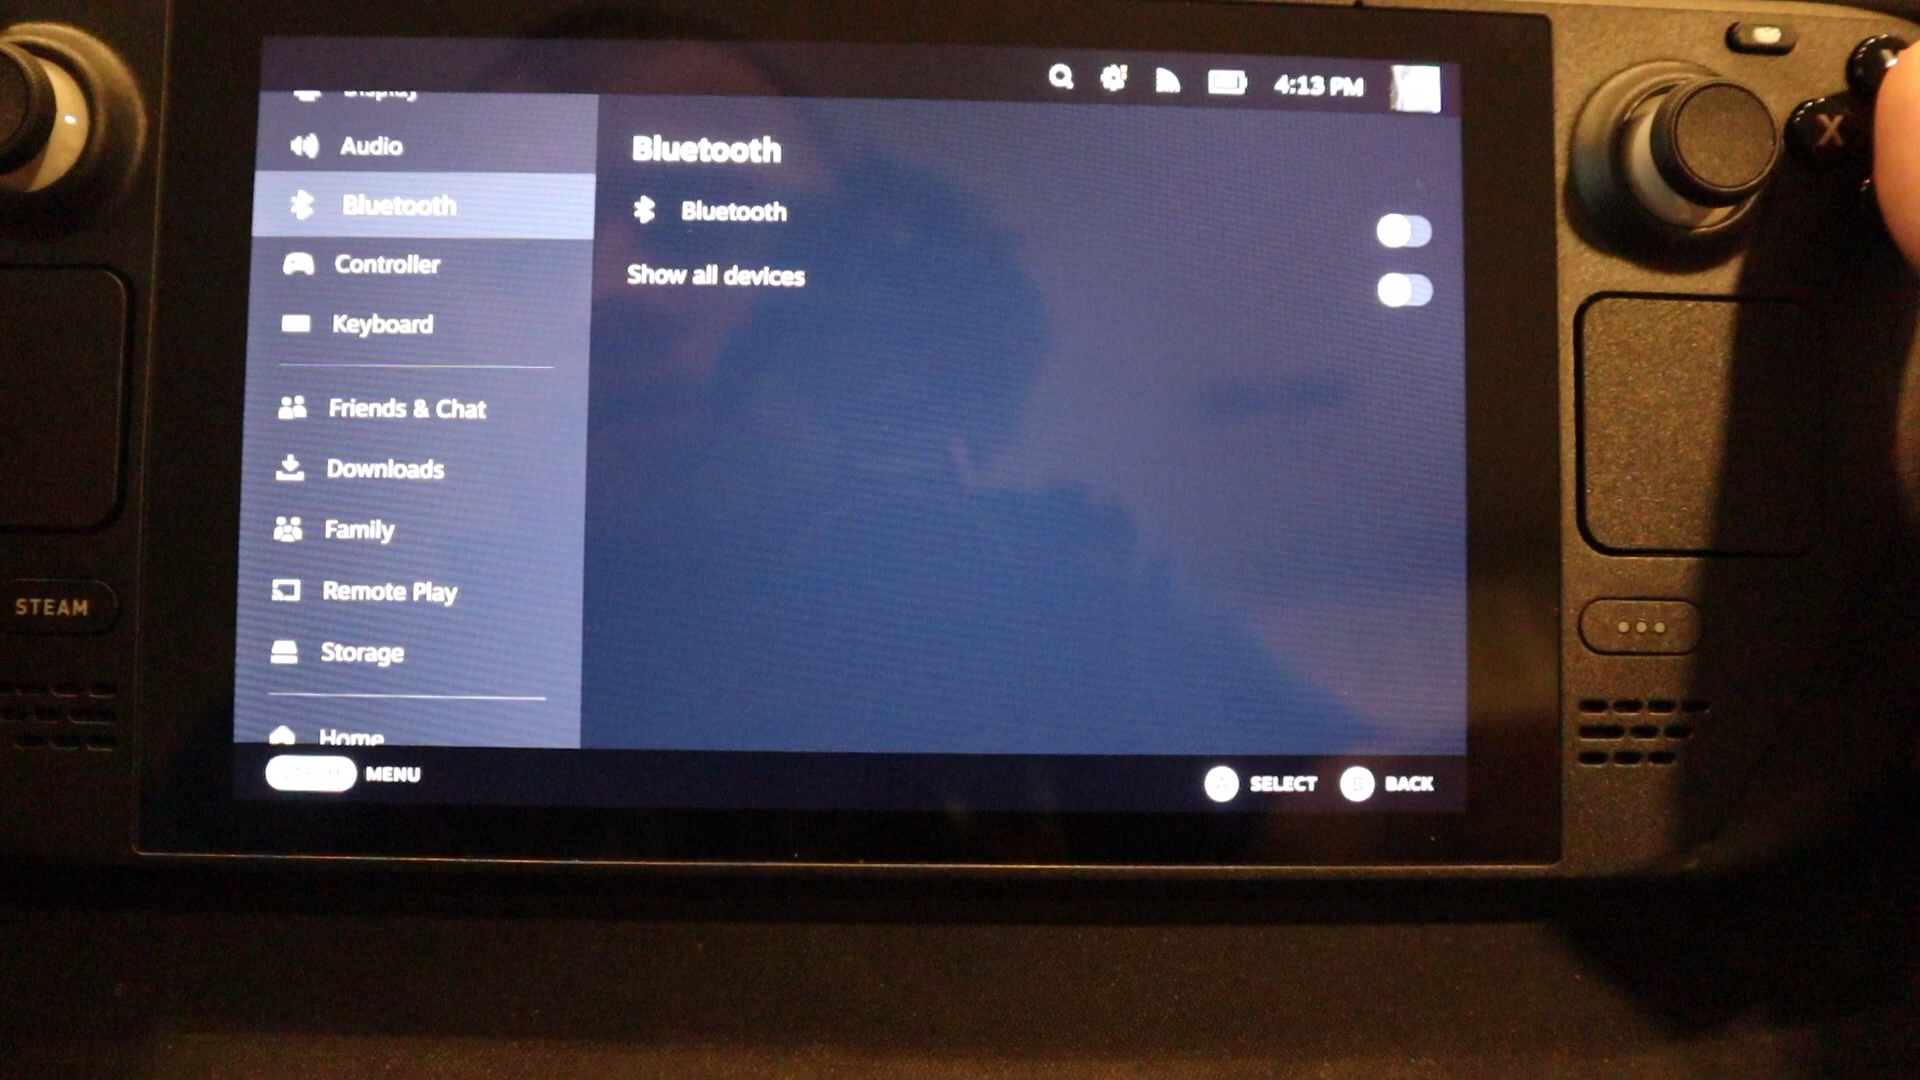 4:13 PM
Display
Audio
Bluetooth
Controller
Keyboard
Friends & Chat
Downloads
Family
Remote Play
Storage
Home
Bluetooth
Bluetooth
Show all devices
MENU
A SELECT B BACK
STEAM
X